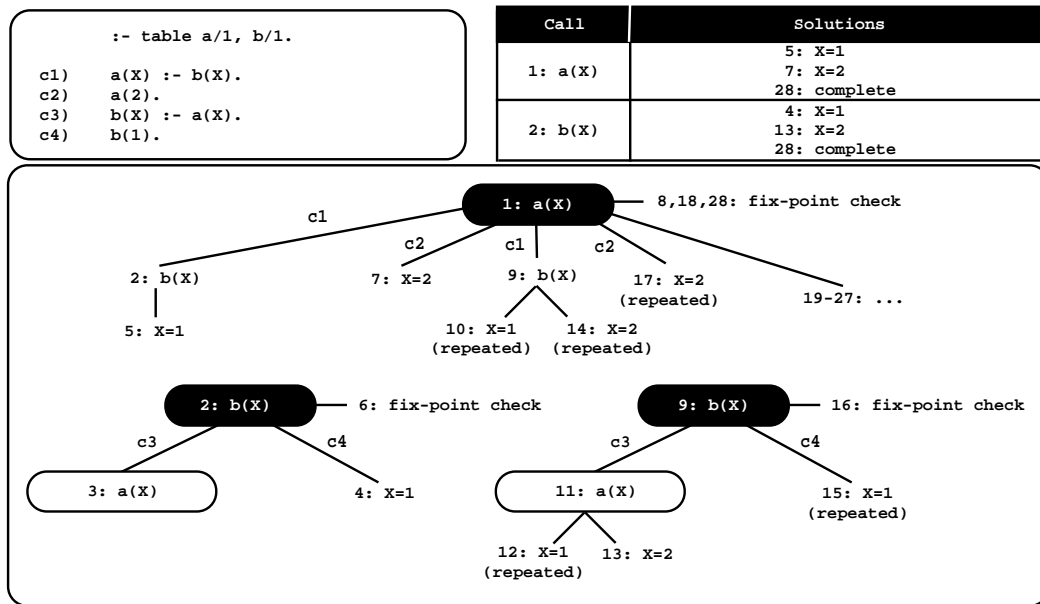 :- table a/1, b/1.
c1) a(X) :- b(X).
c2) a(2).
c3) b(X) :- a(X).
c4) b(1).
Call Solutions
1: a(X)
5: X=1
7: X=2
28: complete
2: b(X)
4: X=1
13: X=2
28: complete
1: a(X)
8,18,28: fix-point check
c1
c2
c1
c2
2: b(X)
7: X=2
9: b(X)
17: X=2
(repeated)
19-27: ...
5: X=1
10: X=1
(repeated)
14: X=2
(repeated)
2: b(X)
6: fix-point check
c3
c4
3: a(X)
4: X=1
9: b(X)
16: fix-point check
c3
c4
11: a(X)
15: X=1
(repeated)
12: X=1
(repeated)
13: X=2